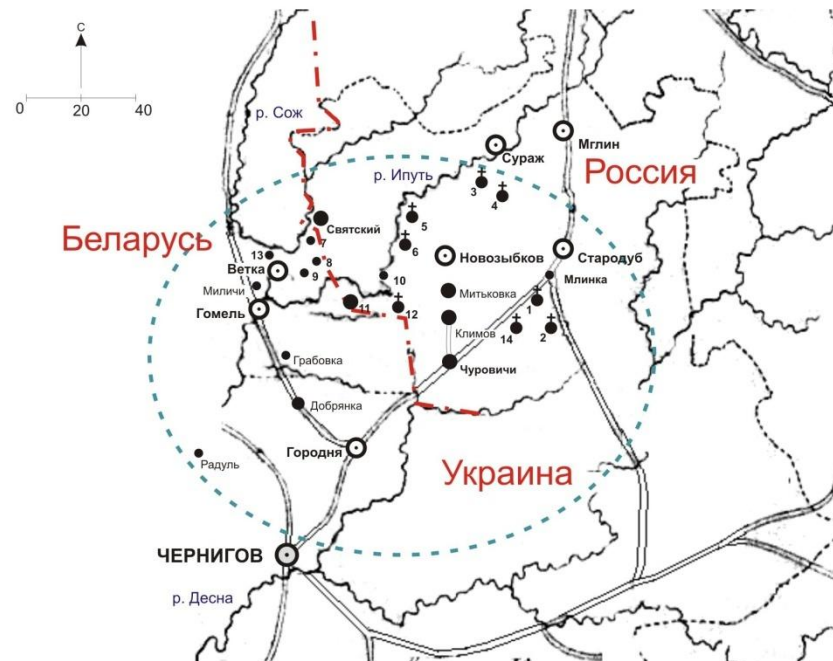 С
0
20
40
р. Сож
Мглин
Сураж
Россия
р. Ипуть
3
4
5
Святский
Беларусь
6
7
Стародуб
Новозыбков
13
8
Ветка
9
10
Млинка
Миличи
Митьковка
11
12
1
Гомель
Климов
14
2
Грабовка
Чуровичи
Добрянка
Городня
Радуль
Украина
ЧЕРНИГОВ
р. Десна